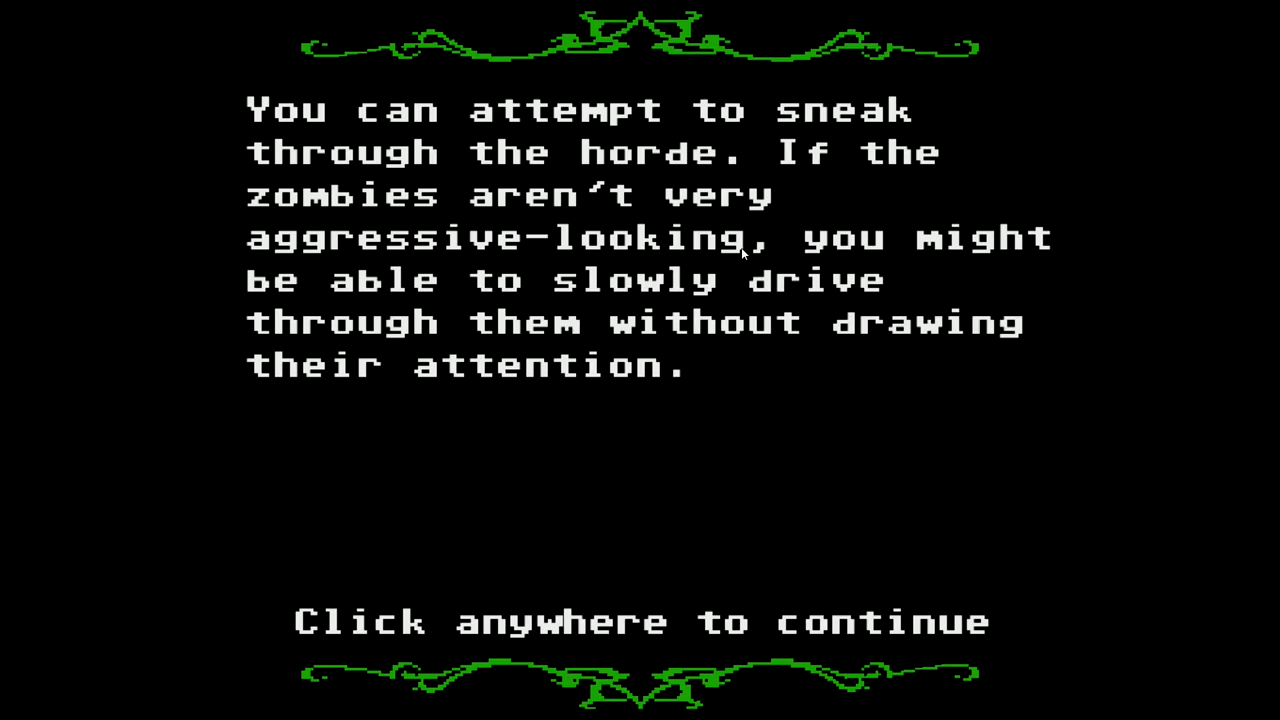 You can attempt to sneak
through the horde. If the
zombies aren't very
aggressive-looking, you might
be able to slowly drive
through them without drawing
their attention.
Click anywhere to continue